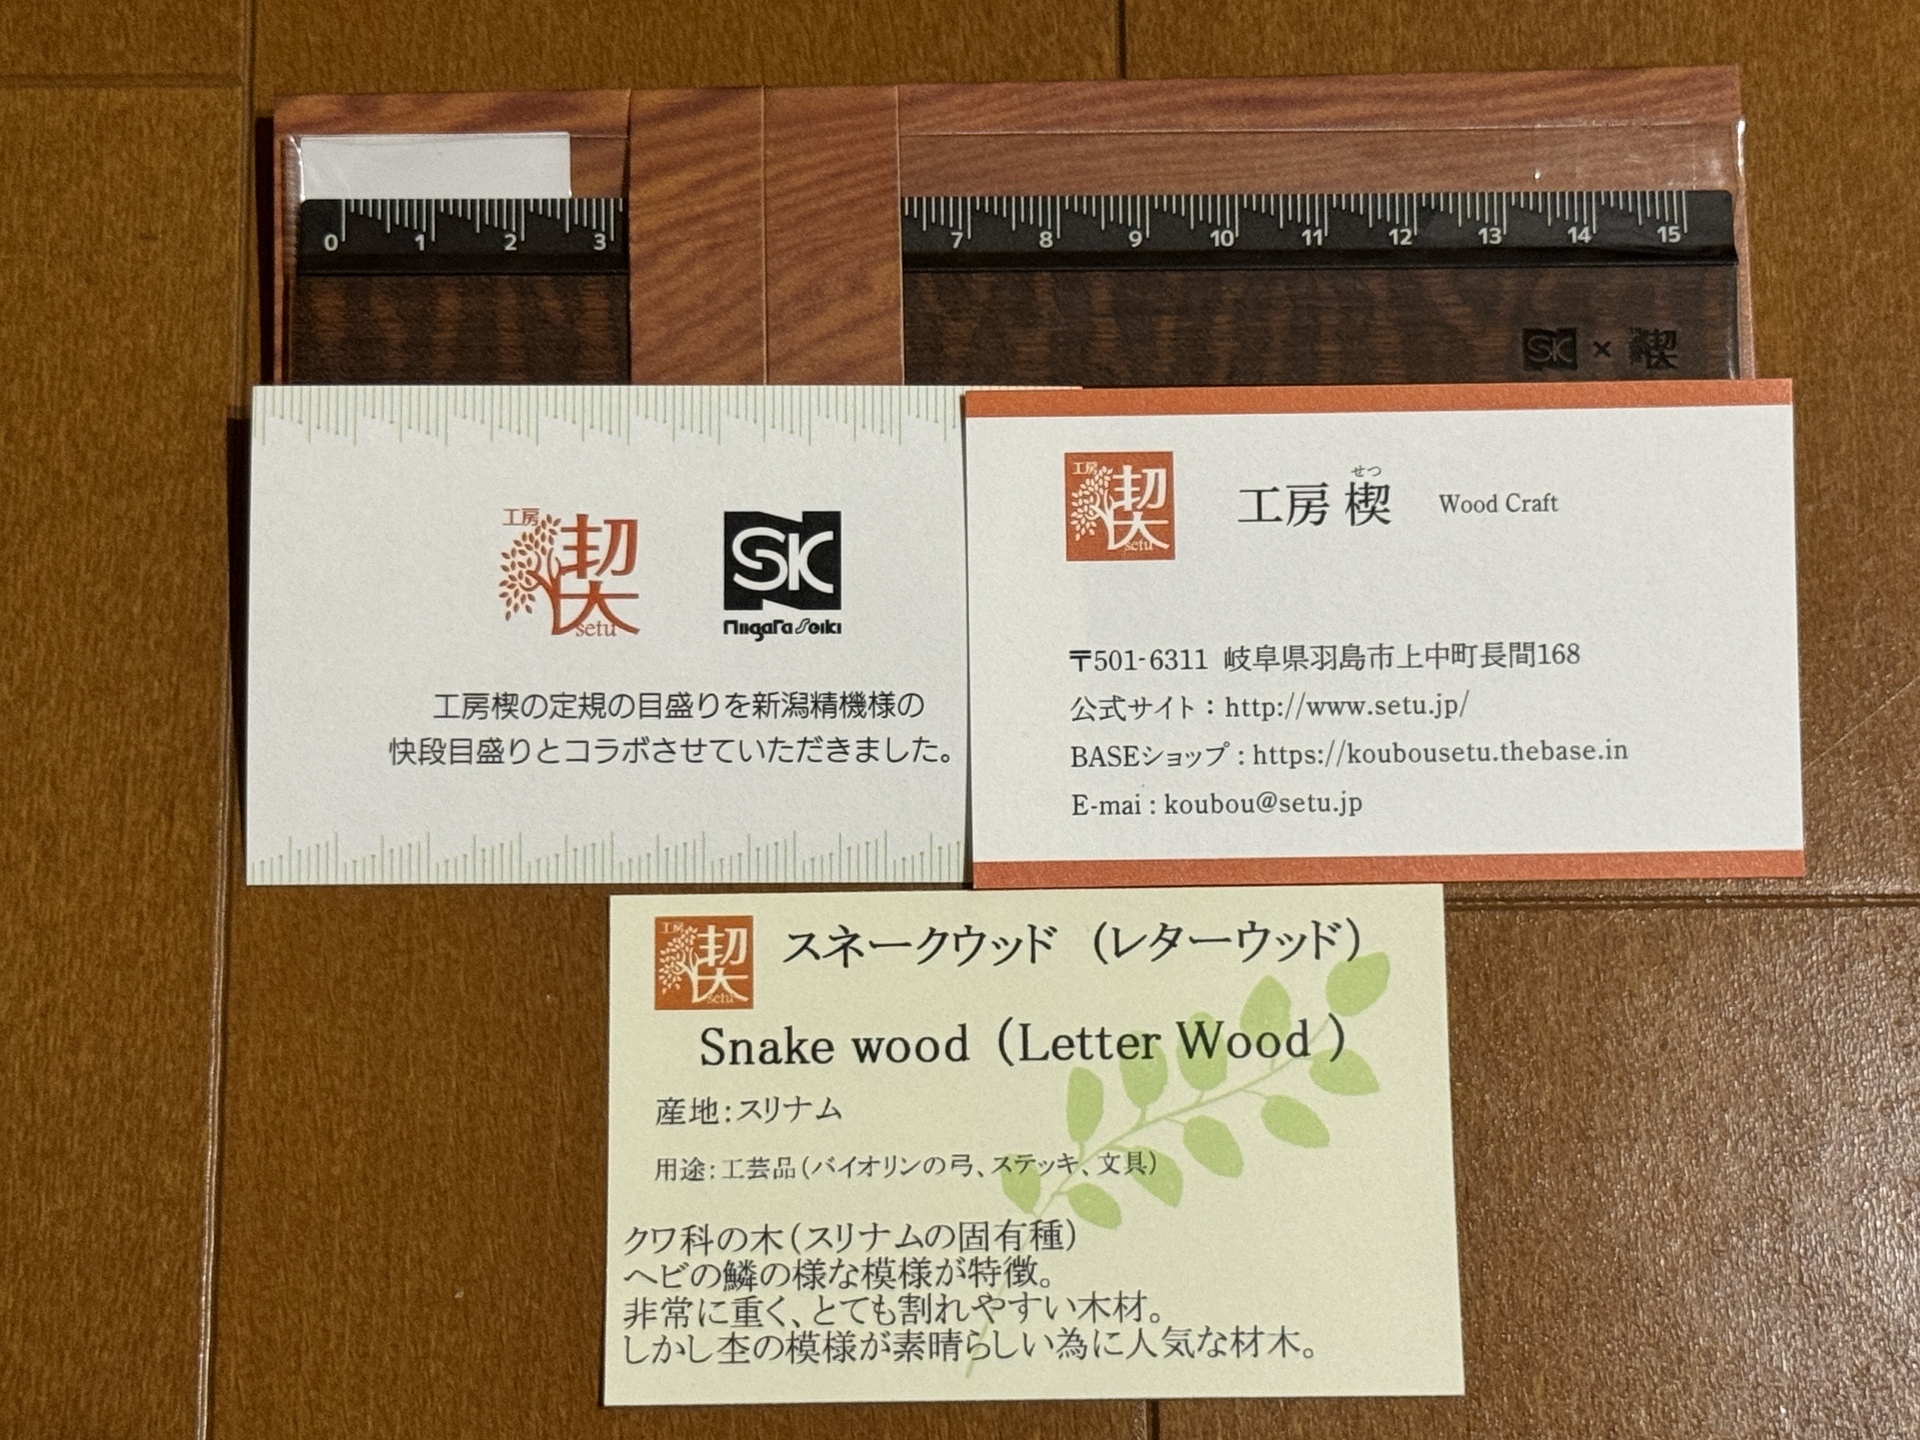 0 1 2 3 7 8 9 10 11 12 13 14 15
SK × 楔
工房 楔 setu
SK
Niigata Seiki
工房楔の定規の目盛りを新潟精機様の
快段目盛りとコラボさせていただきました。
工房 楔 setu
せつ
工房 楔 Wood Craft
〒501-6311 岐阜県羽島市上中町長間168
公式サイト：http://www.setu.jp/
BASEショップ : https://koubousetu.thebase.in
E-mai : koubou@setu.jp
工房 楔 setu
スネークウッド （レターウッド）
Snake wood（Letter Wood ）
産地：スリナム
用途：工芸品（バイオリンの弓、ステッキ、文具）
クワ科の木（スリナムの固有種）
ヘビの鱗の様な模様が特徴。
非常に重く、とても割れやすい木材。
しかし杢の模様が素晴らしい為に人気な材木。